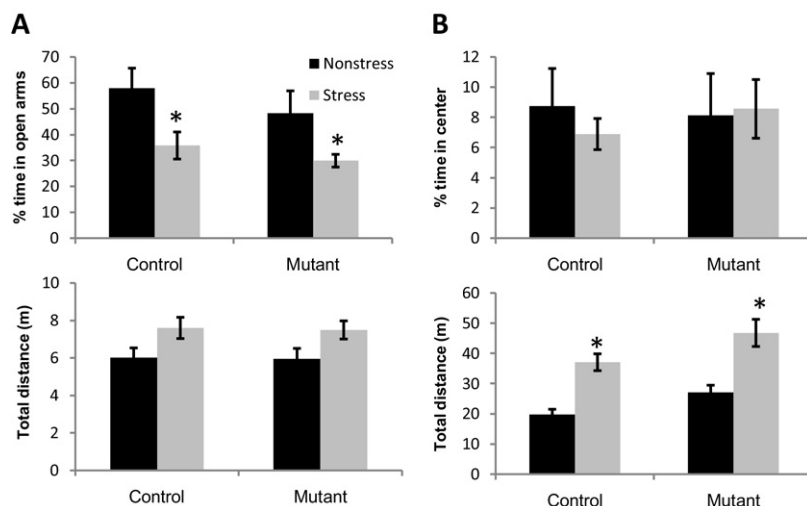 A
% time in open arms
70
60
50
40
30
20
10
0
Nonstress
Stress
*
*
Control
Mutant
Total distance (m)
8
6
4
2
0
Control
Mutant
B
% time in center
12
10
8
6
4
2
0
Control
Mutant
Total distance (m)
60
50
40
30
20
10
0
*
*
Control
Mutant